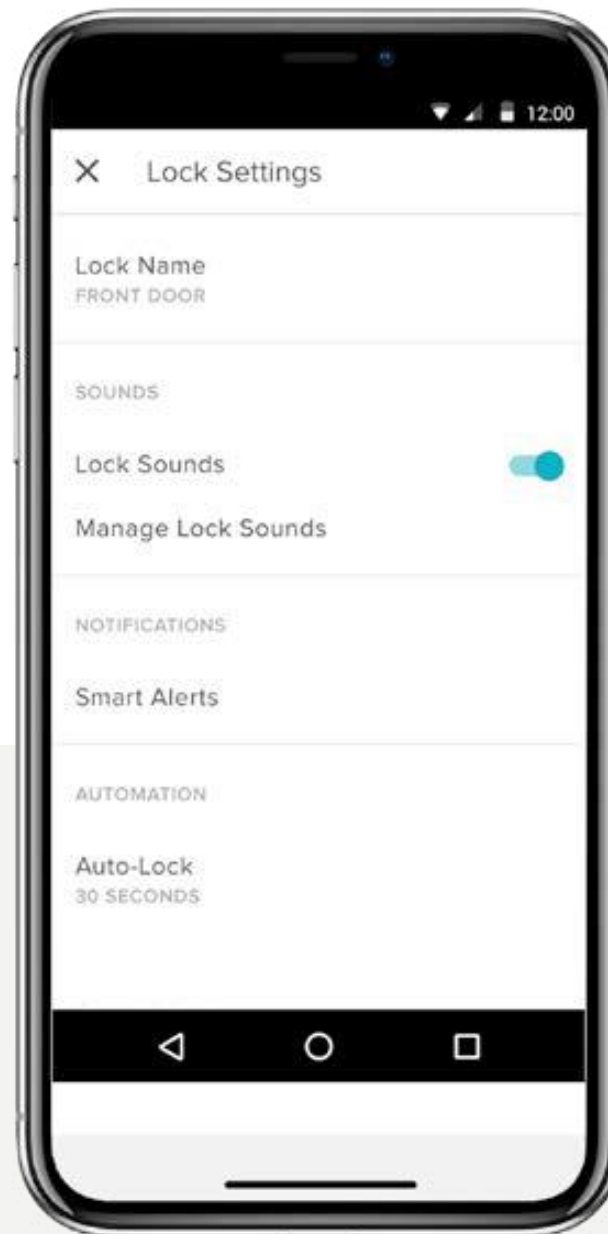 12:00
Lock Settings
Lock Name
FRONT DOOR
SOUNDS
Lock Sounds
Manage Lock Sounds
NOTIFICATIONS
Smart Alerts
AUTOMATION
Auto-Lock
30 SECONDS